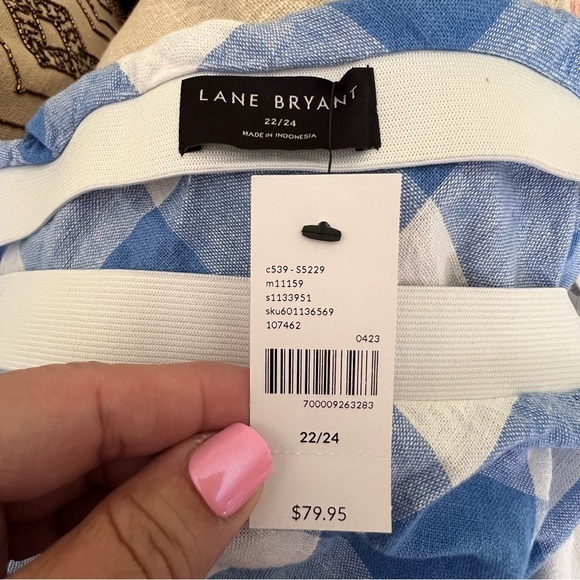 LANE BRYANT
22/24
MADE IN INDONESIA
c539 - S5229
m11159
s1133951
sku601136569
107462
0423
700009263283
22/24
$79.95